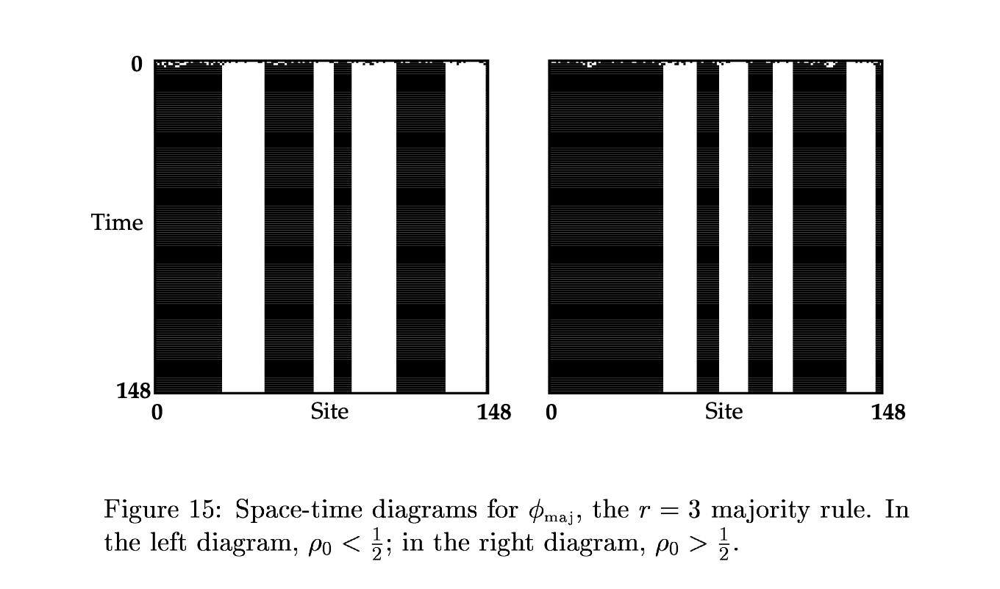 0
Time
148
0 Site 148 0 Site 148
Figure 15: Space-time diagrams for ϕmaj, the r = 3 majority rule. In
the left diagram, ρ0 < 1/2; in the right diagram, ρ0 > 1/2.